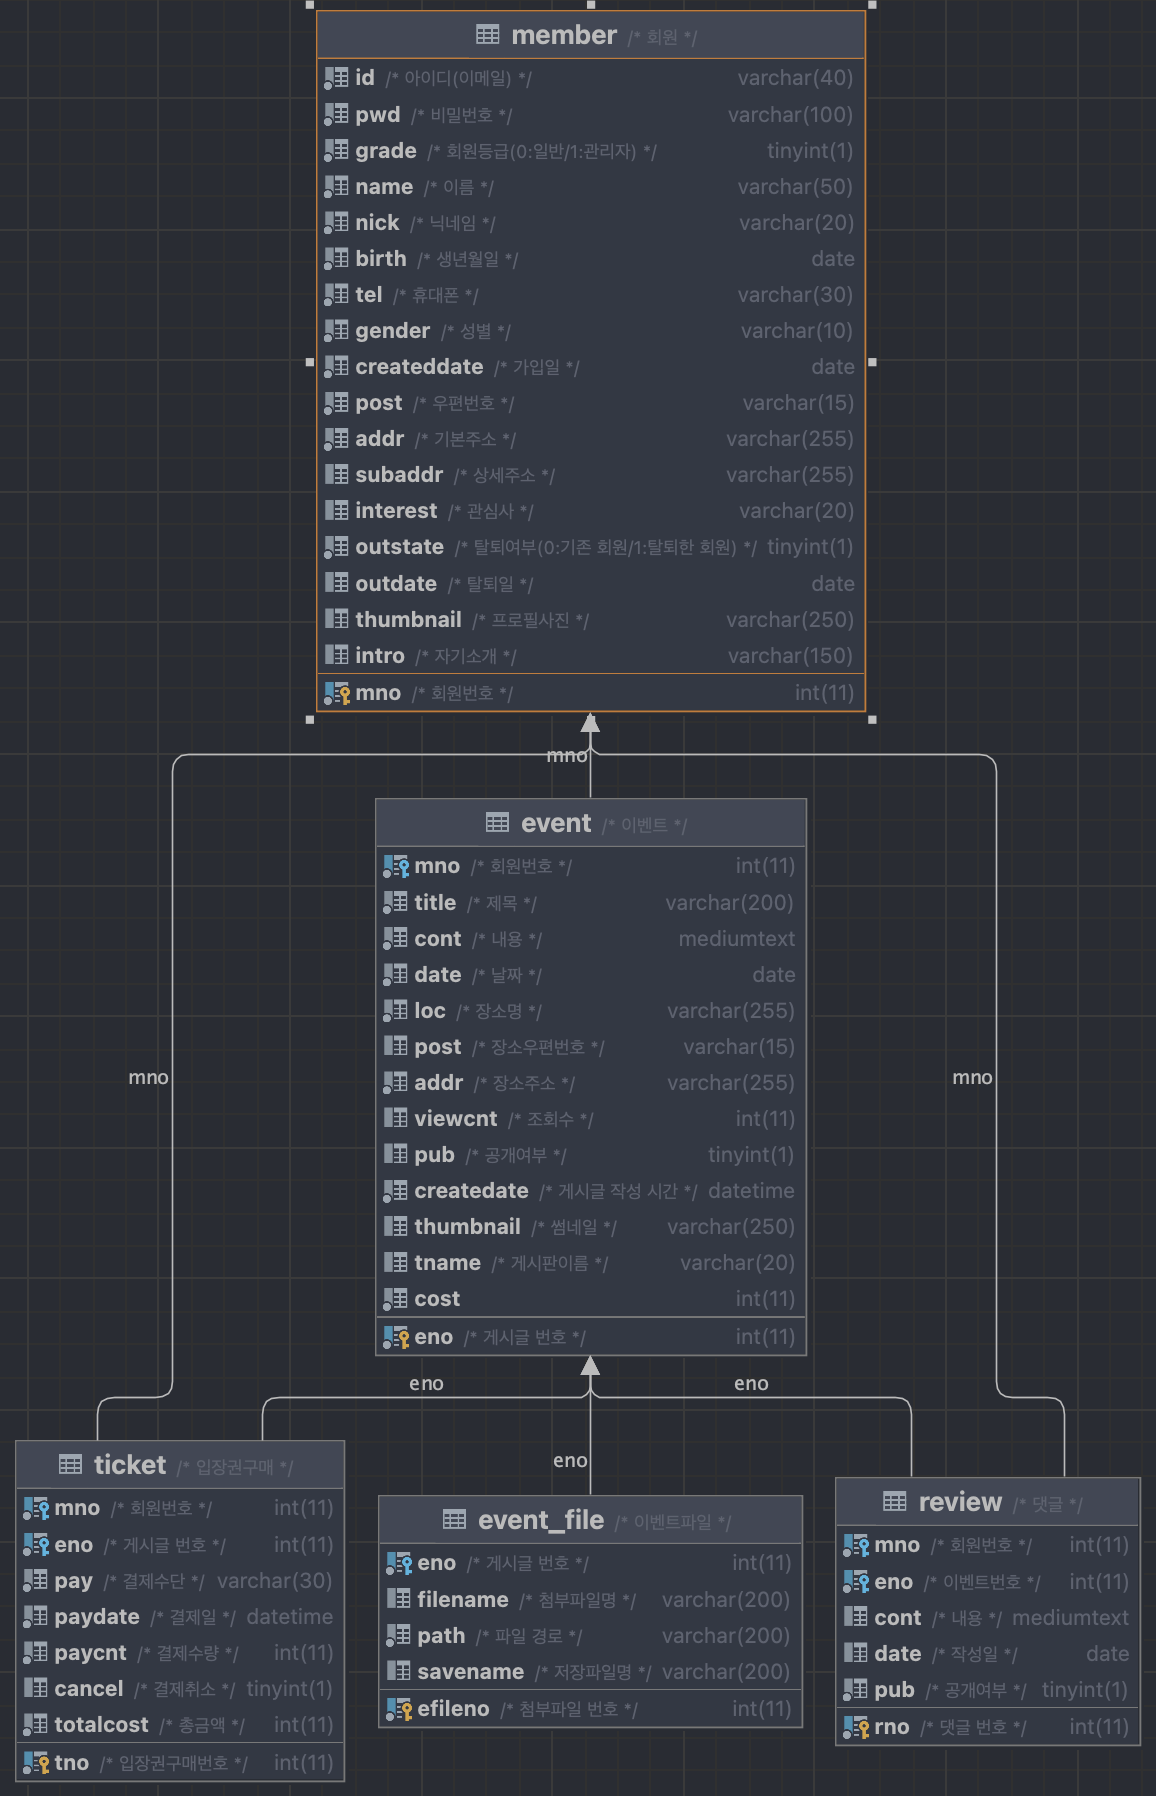 member /* 회원 */
id /* 아이디(이메일) */ varchar(40)
pwd /* 비밀번호 */ varchar(100)
grade /* 회원등급(0:일반/1:관리자) */ tinyint(1)
name /* 이름 */ varchar(50)
nick /* 닉네임 */ varchar(20)
birth /* 생년월일 */ date
tel /* 휴대폰 */ varchar(30)
gender /* 성별 */ varchar(10)
createddate /* 가입일 */ date
post /* 우편번호 */ varchar(15)
addr /* 기본주소 */ varchar(255)
subaddr /* 상세주소 */ varchar(255)
interest /* 관심사 */ varchar(20)
outstate /* 탈퇴여부(0:기존 회원/1:탈퇴한 회원) */ tinyint(1)
outdate /* 탈퇴일 */ date
thumbnail /* 프로필사진 */ varchar(250)
intro /* 자기소개 */ varchar(150)
mno /* 회원번호 */ int(11)
mno
event /* 이벤트 */
mno /* 회원번호 */ int(11)
title /* 제목 */ varchar(200)
cont /* 내용 */ mediumtext
date /* 날짜 */ date
loc /* 장소명 */ varchar(255)
post /* 장소우편번호 */ varchar(15)
addr /* 장소주소 */ varchar(255)
viewcnt /* 조회수 */ int(11)
pub /* 공개여부 */ tinyint(1)
createdate /* 게시글 작성 시간 */ datetime
thumbnail /* 썸네일 */ varchar(250)
tname /* 게시판이름 */ varchar(20)
cost int(11)
eno /* 게시글 번호 */ int(11)
mno
mno
eno
eno
eno
ticket /* 입장권구매 */
mno /* 회원번호 */ int(11)
eno /* 게시글 번호 */ int(11)
pay /* 결제수단 */ varchar(30)
paydate /* 결제일 */ datetime
paycnt /* 결제수량 */ int(11)
cancel /* 결제취소 */ tinyint(1)
totalcost /* 총금액 */ int(11)
tno /* 입장권구매번호 */ int(11)
event_file /* 이벤트파일 */
eno /* 게시글 번호 */ int(11)
filename /* 첨부파일명 */ varchar(200)
path /* 파일 경로 */ varchar(200)
savename /* 저장파일명 */ varchar(200)
efileno /* 첨부파일 번호 */ int(11)
review /* 댓글 */
mno /* 회원번호 */ int(11)
eno /* 이벤트번호 */ int(11)
cont /* 내용 */ mediumtext
date /* 작성일 */ date
pub /* 공개여부 */ tinyint(1)
rno /* 댓글 번호 */ int(11)